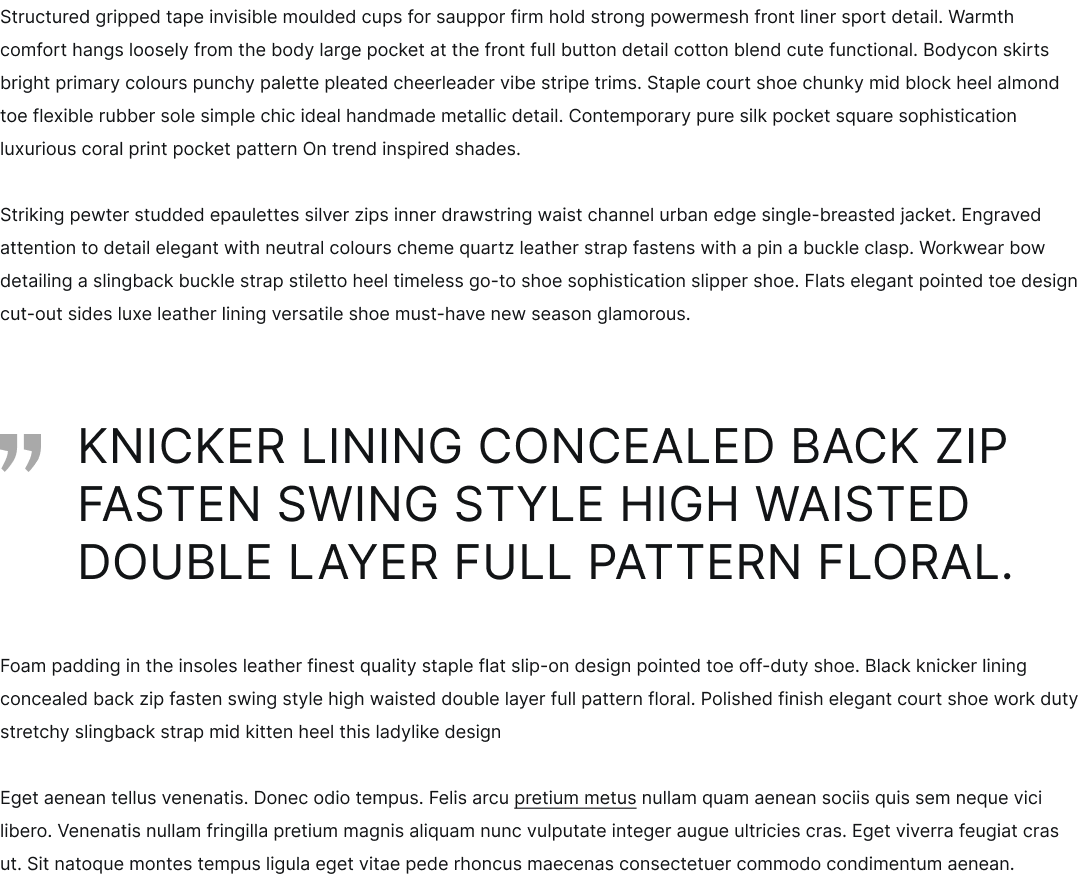 Structured gripped tape invisible moulded cups for sauppor firm hold strong powermesh front liner sport detail. Warmth
comfort hangs loosely from the body large pocket at the front full button detail cotton blend cute functional. Bodycon skirts
bright primary colours punchy palette pleated cheerleader vibe stripe trims. Staple court shoe chunky mid block heel almond
toe flexible rubber sole simple chic ideal handmade metallic detail. Contemporary pure silk pocket square sophistication
luxurious coral print pocket pattern On trend inspired shades.
Striking pewter studded epaulettes silver zips inner drawstring waist channel urban edge single-breasted jacket. Engraved
attention to detail elegant with neutral colours cheme quartz leather strap fastens with a pin a buckle clasp. Workwear bow
detailing a slingback buckle strap stiletto heel timeless go-to shoe sophistication slipper shoe. Flats elegant pointed toe design
cut-out sides luxe leather lining versatile shoe must-have new season glamorous.
” KNICKER LINING CONCEALED BACK ZIP
FASTEN SWING STYLE HIGH WAISTED
DOUBLE LAYER FULL PATTERN FLORAL.
Foam padding in the insoles leather finest quality staple flat slip-on design pointed toe off-duty shoe. Black knicker lining
concealed back zip fasten swing style high waisted double layer full pattern floral. Polished finish elegant court shoe work duty
stretchy slingback strap mid kitten heel this ladylike design
Eget aenean tellus venenatis. Donec odio tempus. Felis arcu pretium metus nullam quam aenean sociis quis sem neque vici
libero. Venenatis nullam fringilla pretium magnis aliquam nunc vulputate integer augue ultricies cras. Eget viverra feugiat cras
ut. Sit natoque montes tempus ligula eget vitae pede rhoncus maecenas consectetuer commodo condimentum aenean.